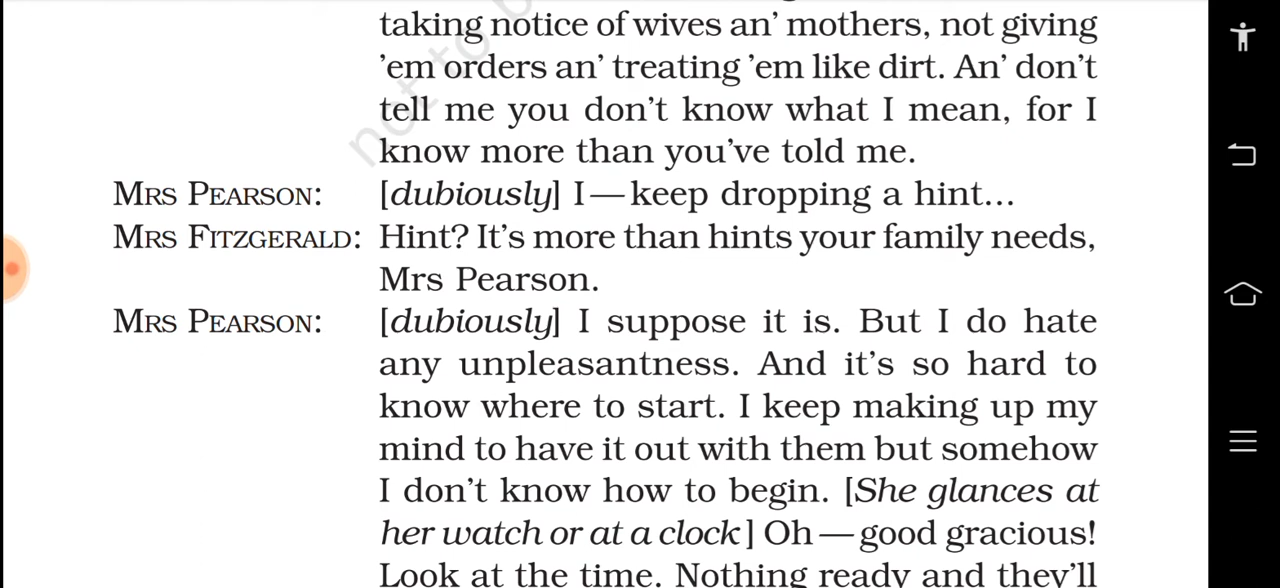 taking notice of wives an' mothers, not giving
'em orders an' treating 'em like dirt. An' don't
tell me you don't know what I mean, for I
know more than you've told me.
MRS PEARSON: [dubiously] I—keep dropping a hint...
MRS FITZGERALD: Hint? It's more than hints your family needs,
Mrs Pearson.
MRS PEARSON: [dubiously] I suppose it is. But I do hate
any unpleasantness. And it's so hard to
know where to start. I keep making up my
mind to have it out with them but somehow
I don't know how to begin. [She glances at
her watch or at a clock] Oh—good gracious!
Look at the time. Nothing ready and they'll
not to b